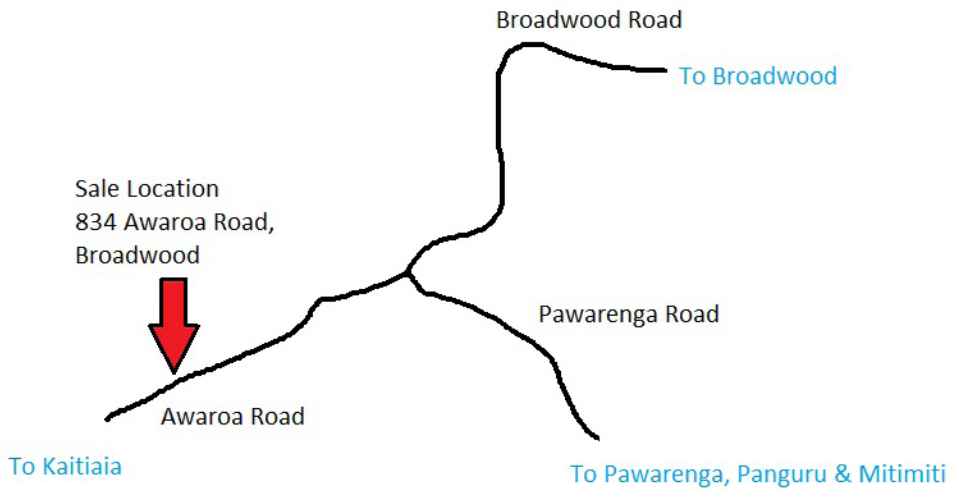 Broadwood Road
To Broadwood
Sale Location
834 Awaroa Road,
Broadwood
Pawarenga Road
Awaroa Road
To Kaitiaia
To Pawarenga, Panguru & Mitimiti